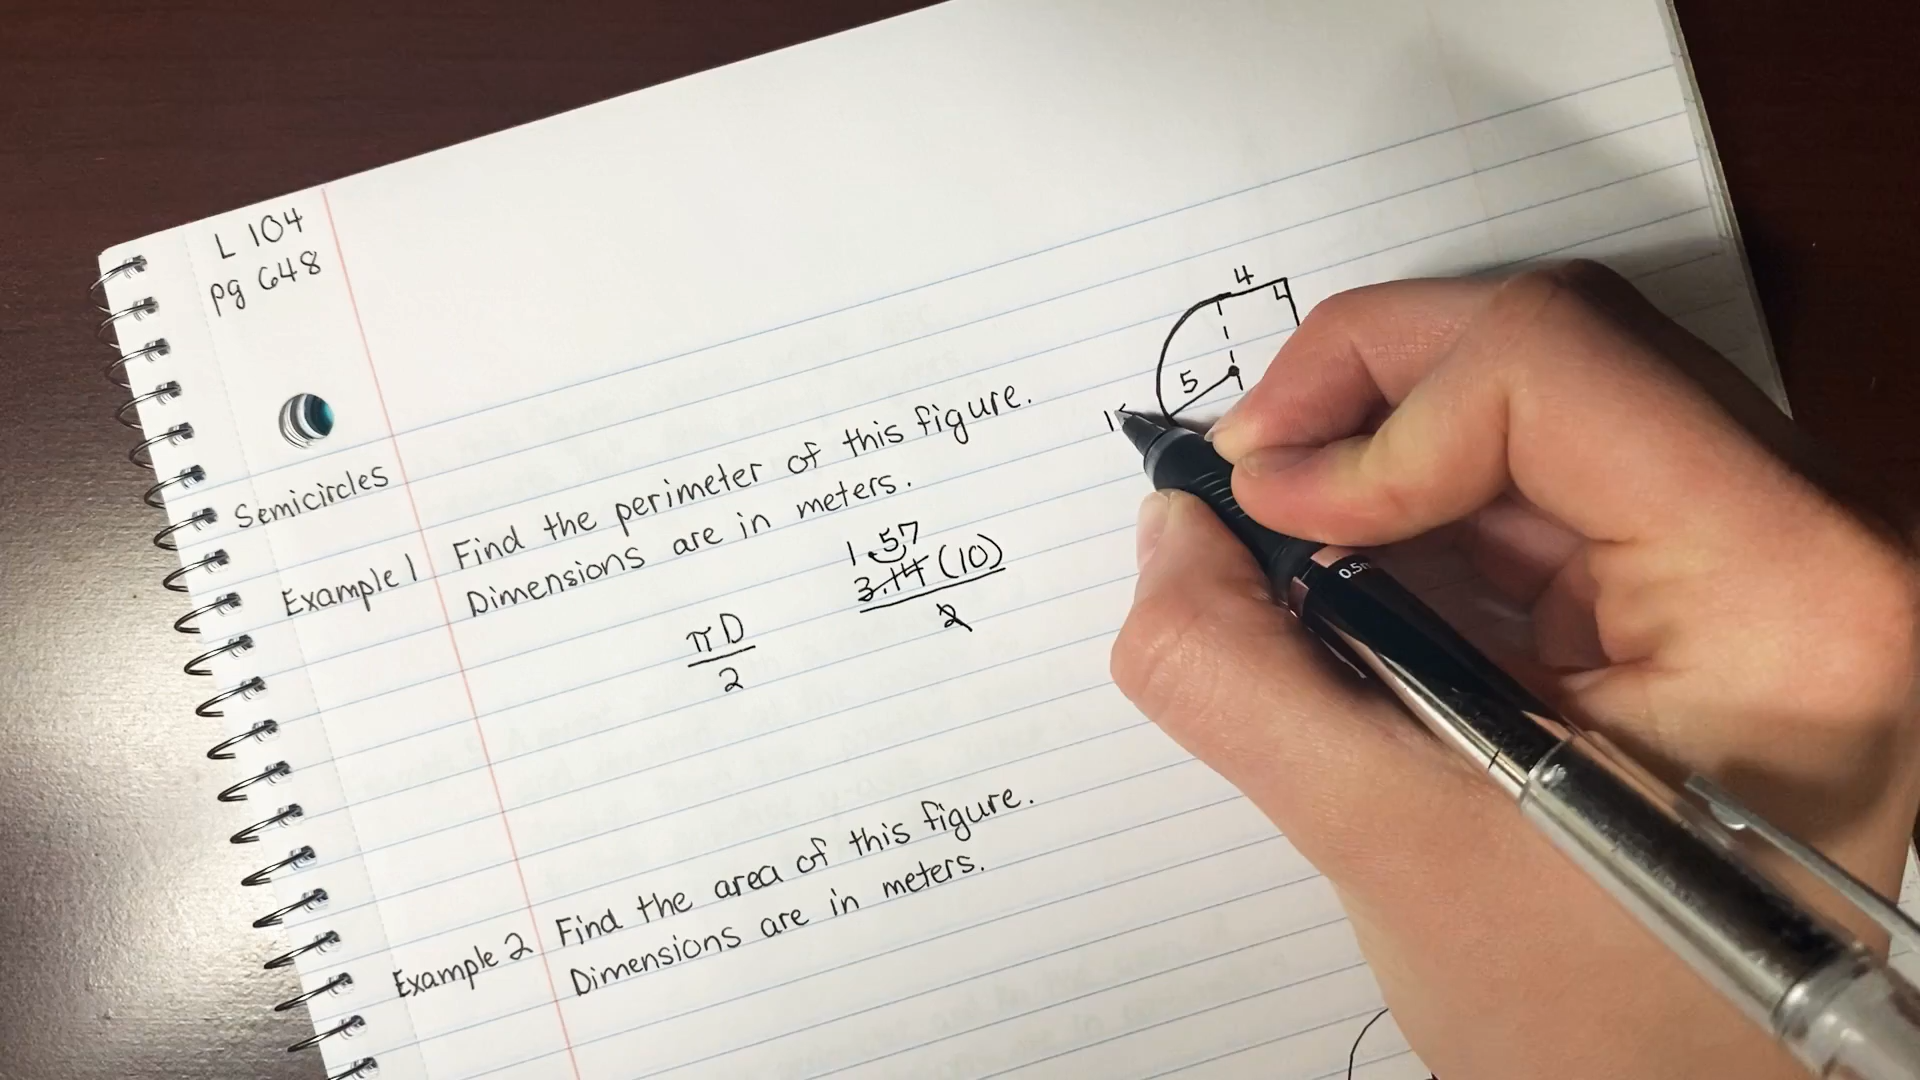 L 104
pg 648
Semicircles
Example 1
Find the perimeter of this figure.
Dimensions are in meters.
πD
2
1.57
3.14 (10)
2
4
5
Example 2
Find the area of this figure.
Dimensions are in meters.